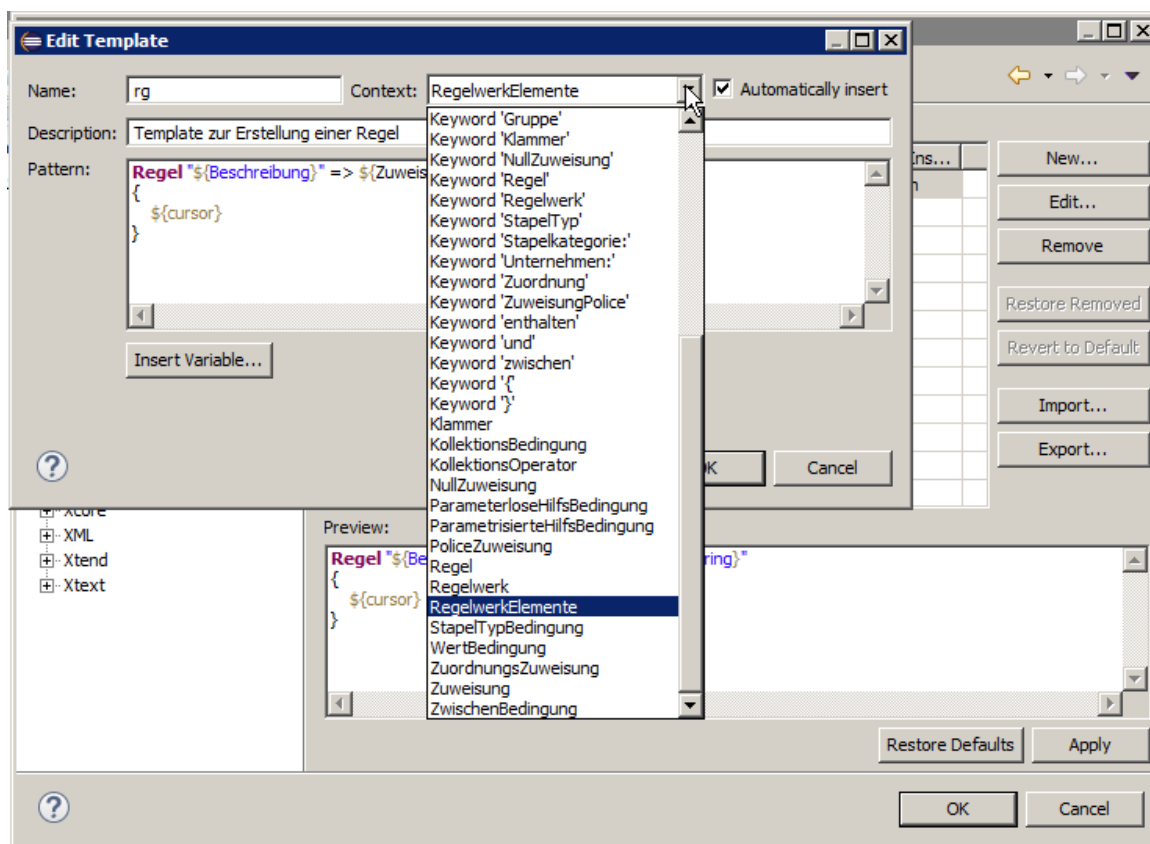 Edit Template
Name:
rg
Context:
RegelwerkElemente
Automatically insert
Description:
Template zur Erstellung einer Regel
Pattern:
Regel "${Beschreibung}" => ${Zuweis
{
${cursor}
}
Insert Variable...
Cancel
Keyword 'Gruppe'
Keyword 'Klammer'
Keyword 'NullZuweisung'
Keyword 'Regel'
Keyword 'Regelwerk'
Keyword 'StapelTyp'
Keyword 'Stapelkategorie:'
Keyword 'Unternehmen:'
Keyword 'Zuordnung'
Keyword 'ZuweisungPolice'
Keyword 'enthalten'
Keyword 'und'
Keyword 'zwischen'
Keyword '{'
Keyword '}'
Klammer
KollektionsBedingung
KollektionsOperator
NullZuweisung
ParameterloseHilfsBedingung
ParametrisierteHilfsBedingung
PoliceZuweisung
Regel
Regelwerk
RegelwerkElemente
StapelTypBedingung
WertBedingung
ZuordnungsZuweisung
Zuweisung
ZwischenBedingung
Ins...
New...
Edit...
Remove
Restore Removed
Revert to Default
Import...
Export...
Xcore
XML
Xtend
Xtext
Preview:
Regel "${Be ring}"
{
${cursor}
}
Restore Defaults
Apply
OK
Cancel